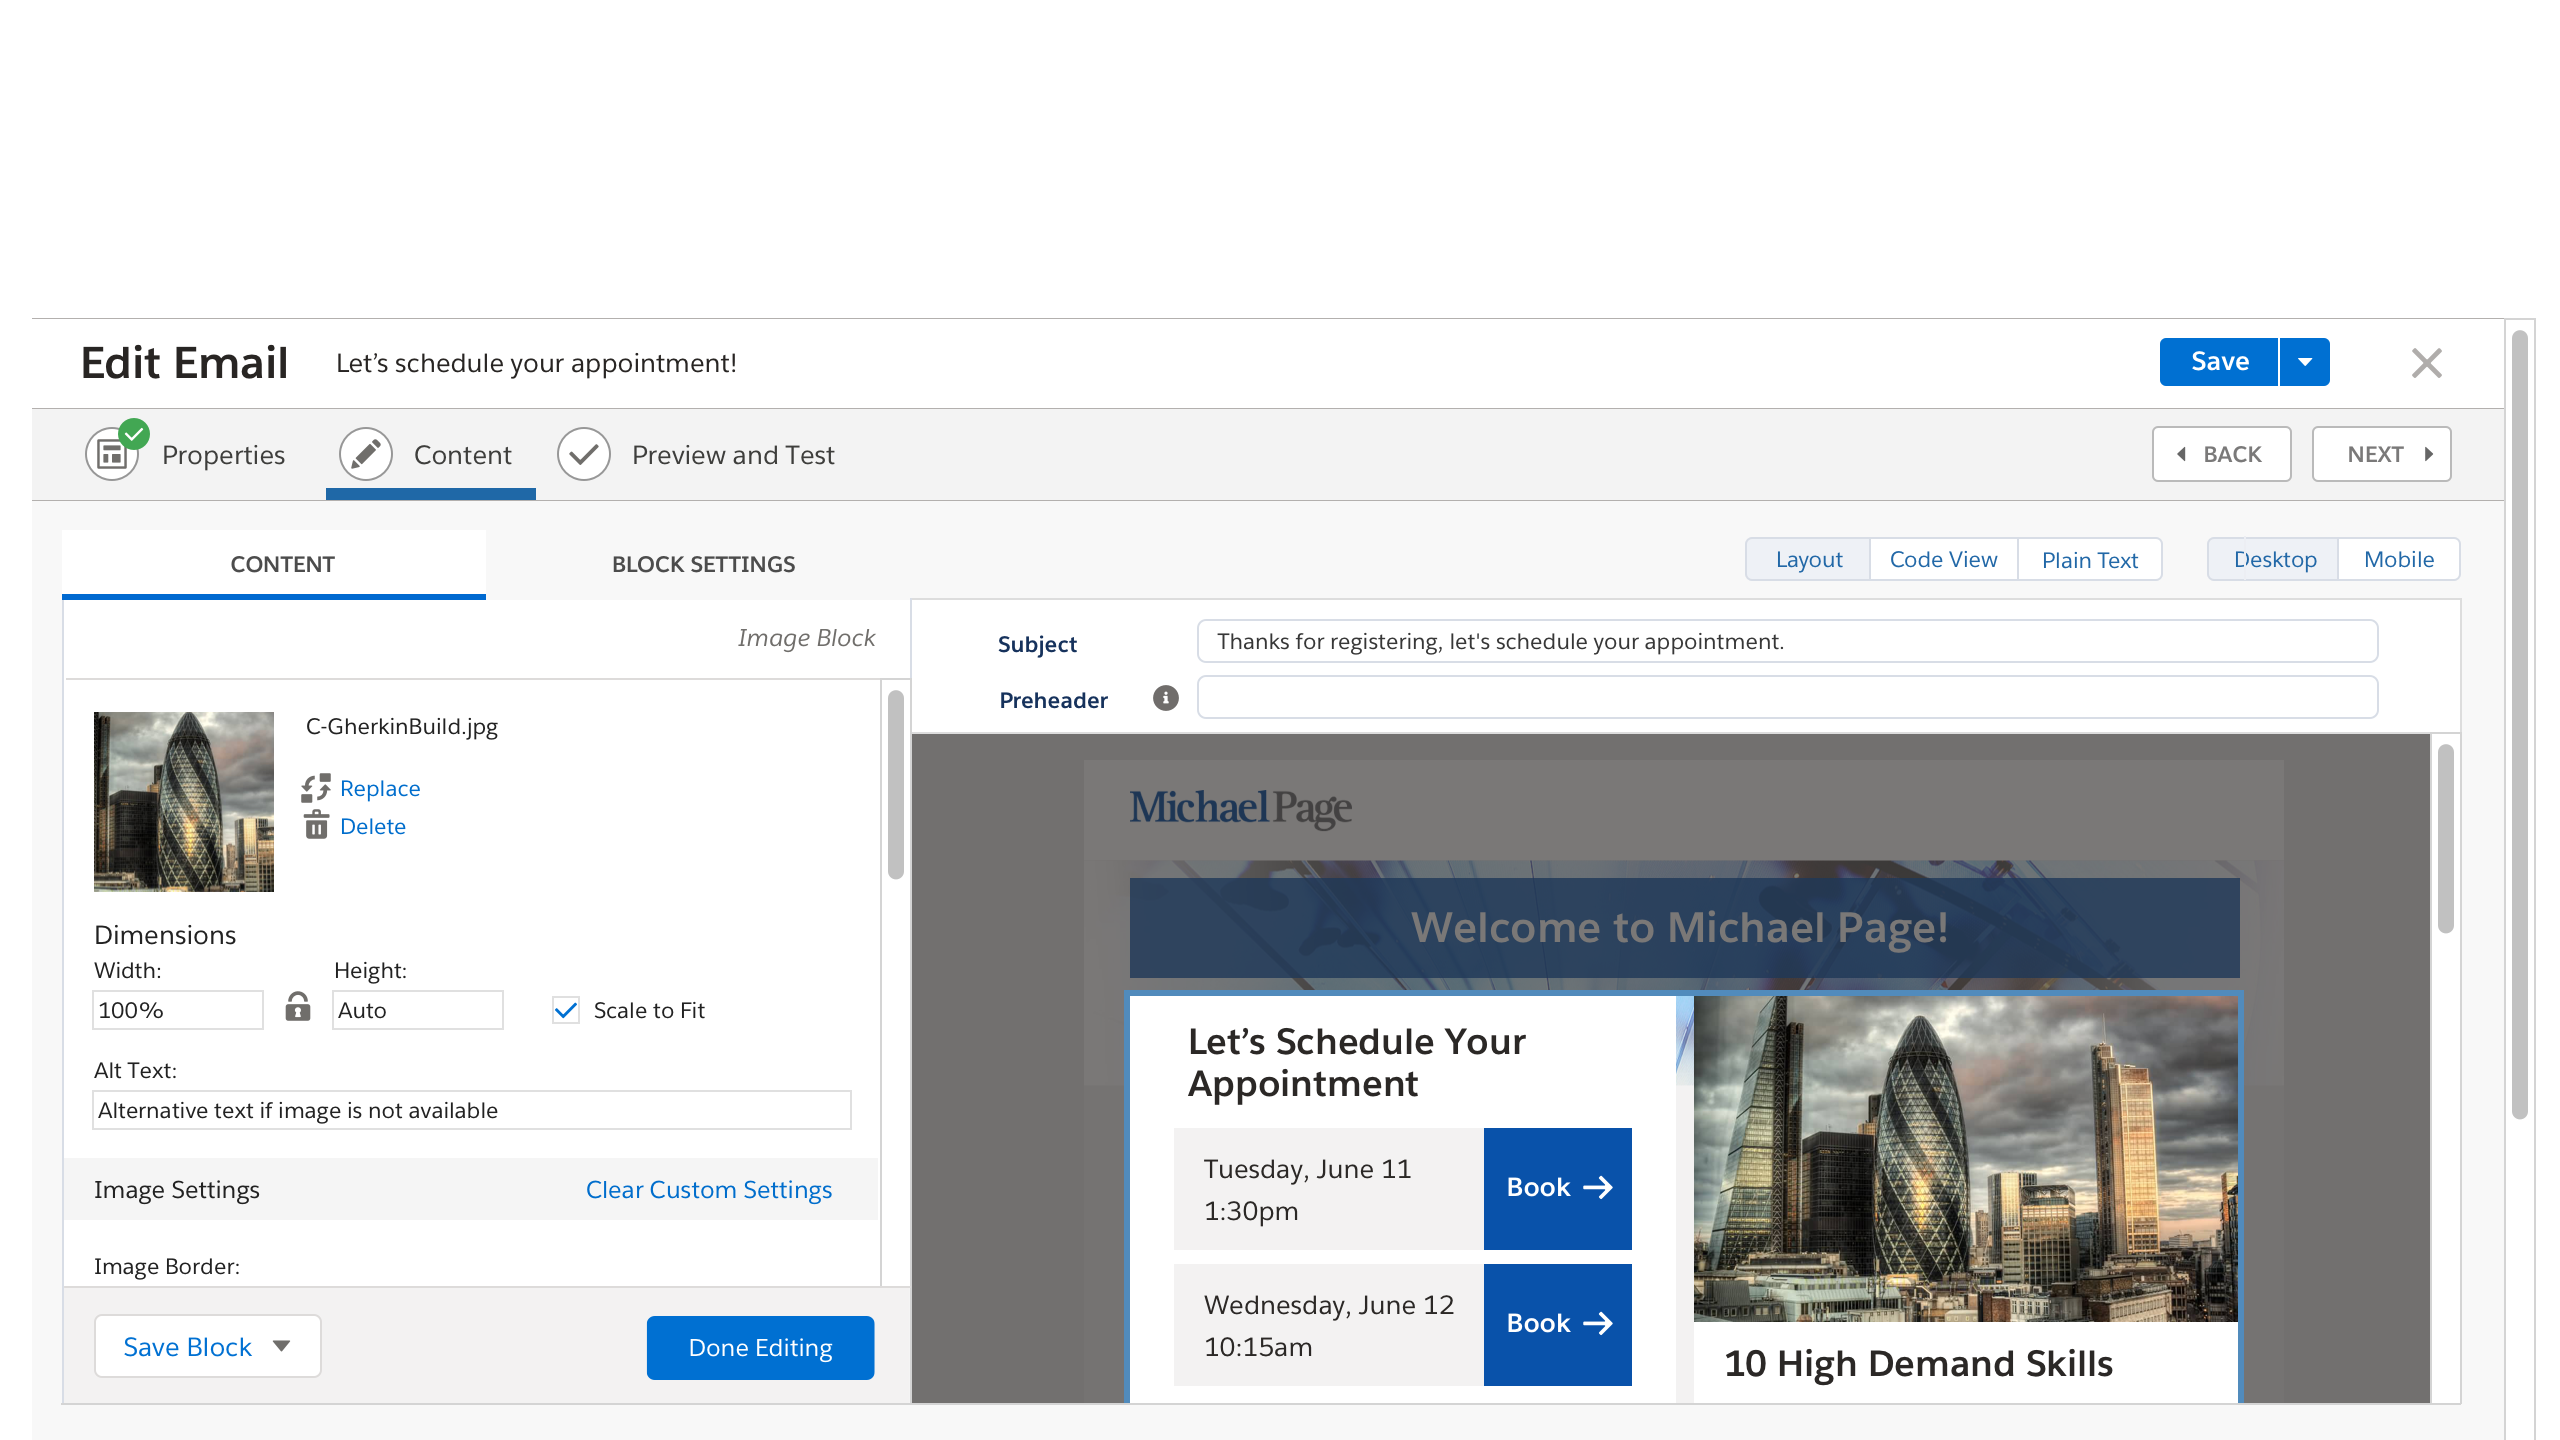 Edit Email
Let’s schedule your appointment!
Save
Properties
Content
Preview and Test
BACK
NEXT
CONTENT
BLOCK SETTINGS
Layout
Code View
Plain Text
Desktop
Mobile
Image Block
Subject
Thanks for registering, let's schedule your appointment.
Preheader
C-GherkinBuild.jpg
Replace
Delete
Dimensions
Width:
Height:
100%
Auto
Scale to Fit
Alt Text:
Alternative text if image is not available
Image Settings
Clear Custom Settings
Image Border:
Save Block
Done Editing
MichaelPage
Welcome to Michael Page!
Let’s Schedule Your
Appointment
Tuesday, June 11
1:30pm
Book
Wednesday, June 12
10:15am
Book
10 High Demand Skills